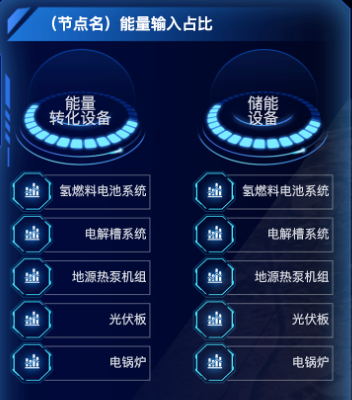 （节点名）能量输入占比
能量
转化设备
储能
设备
氢燃料电池系统
氢燃料电池系统
电解槽系统
电解槽系统
地源热泵机组
地源热泵机组
光伏板
光伏板
电锅炉
电锅炉